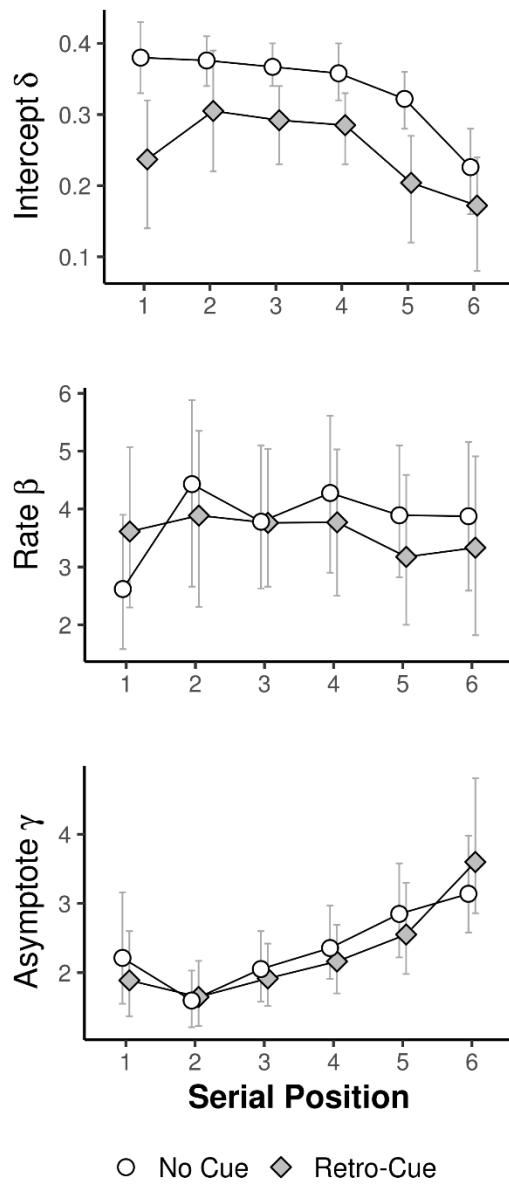 Intercept δ
0.4
0.3
0.2
0.1
1 2 3 4 5 6
Rate β
6
5
4
3
2
1 2 3 4 5 6
Asymptote γ
4
3
2
1 2 3 4 5 6
Serial Position
No Cue Retro-Cue